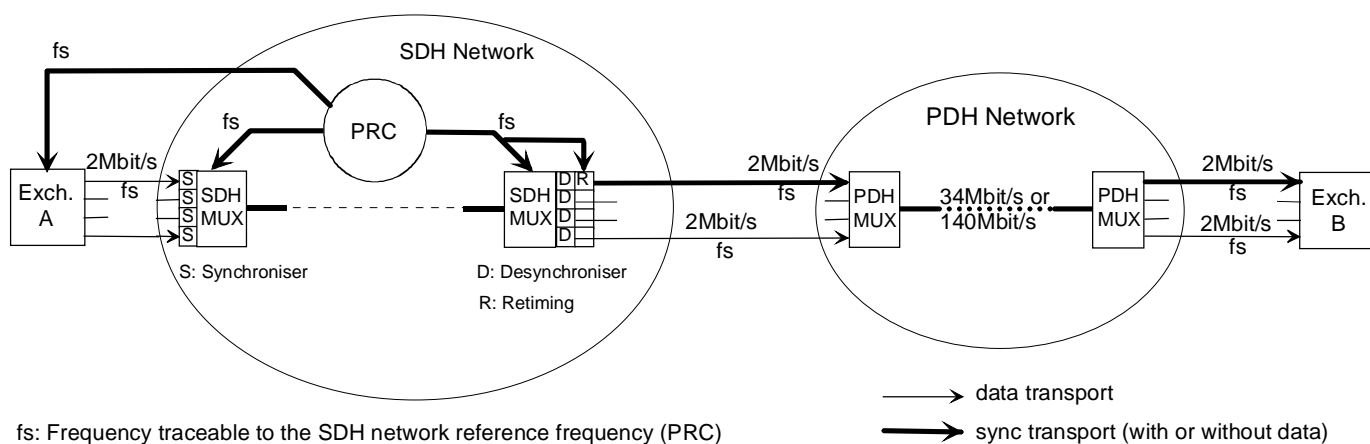 fs
SDH Network
PRC
fs
fs
PDH Network
2Mbit/s
fs
Exch.
A
S
S
S
S
SDH
MUX
SDH
MUX
D R
D
D
D
2Mbit/s
fs
2Mbit/s
fs
PDH
MUX
34Mbit/s or
140Mbit/s
PDH
MUX
2Mbit/s
fs
2Mbit/s
fs
Exch.
B
S: Synchroniser
D: Desynchroniser
R: Retiming
data transport
fs: Frequency traceable to the SDH network reference frequency (PRC)
sync transport (with or without data)